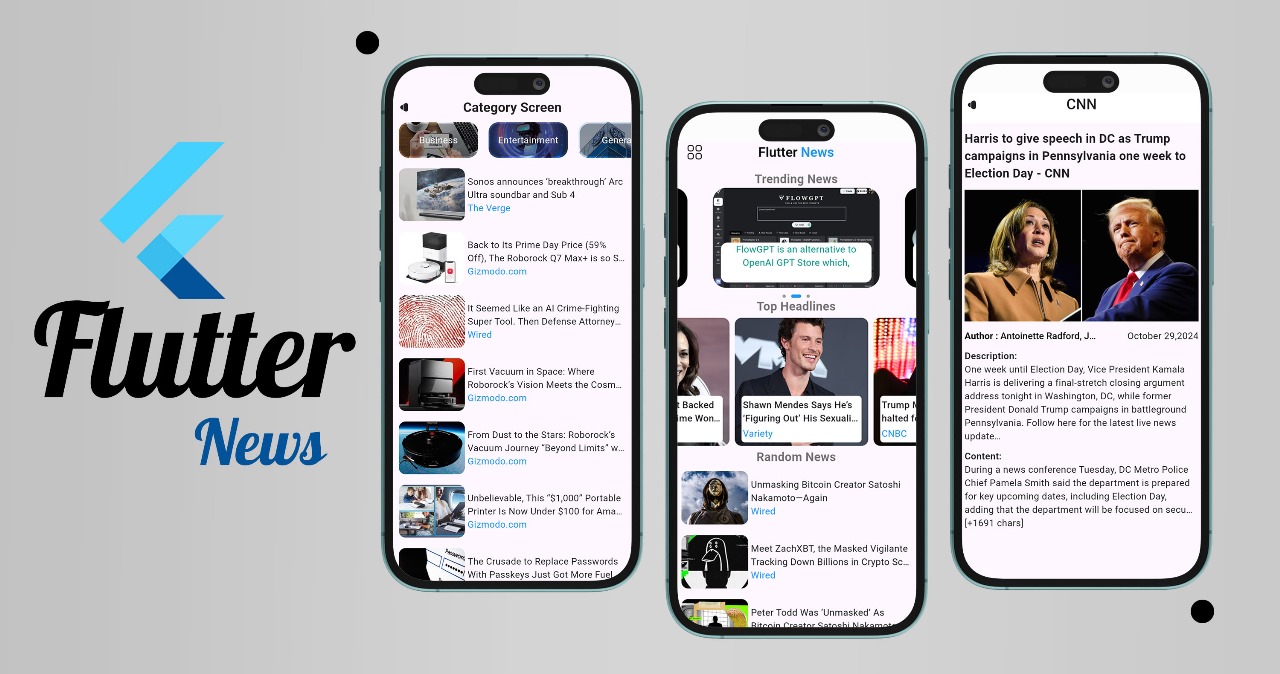 Flutter
News
Category Screen
Business
Entertainment
Genera
Sonos announces ‘breakthrough’ Arc
Ultra soundbar and Sub 4
The Verge
Back to Its Prime Day Price (59%
Off), The Roborock Q7 Max+ is so S...
Gizmodo.com
It Seemed Like an AI Crime-Fighting
Super Tool. Then Defense Attorney...
Wired
First Vacuum in Space: Where
Roborock’s Vision Meets the Cosm...
Gizmodo.com
From Dust to the Stars: Roborock’s
Vacuum Journey “Beyond Limits” w...
Gizmodo.com
Unbelievable, This “$1,000” Portable
Printer Is Now Under $100 for Ama...
Gizmodo.com
The Crusade to Replace Passwords
With Passkeys Just Got More Fuel
Flutter News
Trending News
FLOWGPT
FlowGPT is an alternative to
OpenAI GPT Store which,
Top Headlines
t Backed
ime Won...
Shawn Mendes Says He’s
‘Figuring Out’ His Sexuali...
Variety
Trump M
halted fo
CNBC
Random News
Unmasking Bitcoin Creator Satoshi
Nakamoto—Again
Wired
Meet ZachXBT, the Masked Vigilante
Tracking Down Billions in Crypto Sc...
Wired
Peter Todd Was ‘Unmasked’ As
Bitcoin Creator Satoshi Nakamoto
CNN
Harris to give speech in DC as Trump
campaigns in Pennsylvania one week to
Election Day - CNN
Author : Antoinette Radford, J...
October 29,2024
Description:
One week until Election Day, Vice President Kamala
Harris is delivering a final-stretch closing argument
address tonight in Washington, DC, while former
President Donald Trump campaigns in battleground
Pennsylvania. Follow here for the latest live news
update...
Content:
During a news conference Tuesday, DC Metro Police
Chief Pamela Smith said the department is prepared
for key upcoming dates, including Election Day,
adding that the department will be focused on secu...
[+1691 chars]